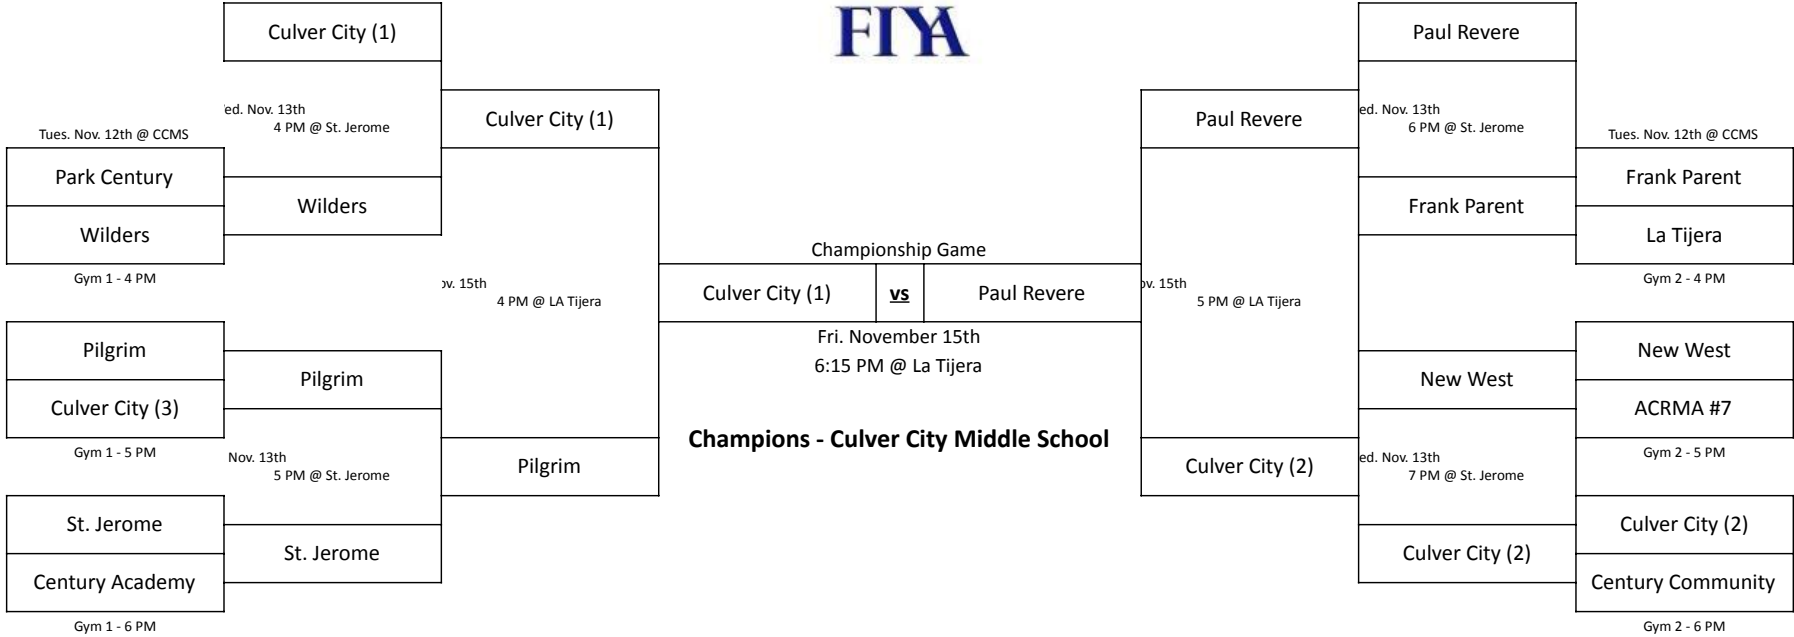 FIYA
Culver City (1)
Paul Revere
ed. Nov. 13th
4 PM @ St. Jerome
Culver City (1)
Paul Revere
ed. Nov. 13th
6 PM @ St. Jerome
Tues. Nov. 12th @ CCMS
Tues. Nov. 12th @ CCMS
Park Century
Wilders
Frank Parent
Frank Parent
Wilders
La Tijera
Gym 1 - 4 PM
Gym 2 - 4 PM
Championship Game
ov. 15th
4 PM @ LA Tijera
Culver City (1)
vs
Paul Revere
ov. 15th
5 PM @ LA Tijera
Fri. November 15th
6:15 PM @ La Tijera
Pilgrim
New West
Pilgrim
New West
Culver City (3)
ACRMA #7
Gym 1 - 5 PM
Gym 2 - 5 PM
Champions - Culver City Middle School
Nov. 13th
5 PM @ St. Jerome
Pilgrim
Culver City (2)
ed. Nov. 13th
7 PM @ St. Jerome
St. Jerome
Culver City (2)
St. Jerome
Culver City (2)
Century Academy
Century Community
Gym 1 - 6 PM
Gym 2 - 6 PM